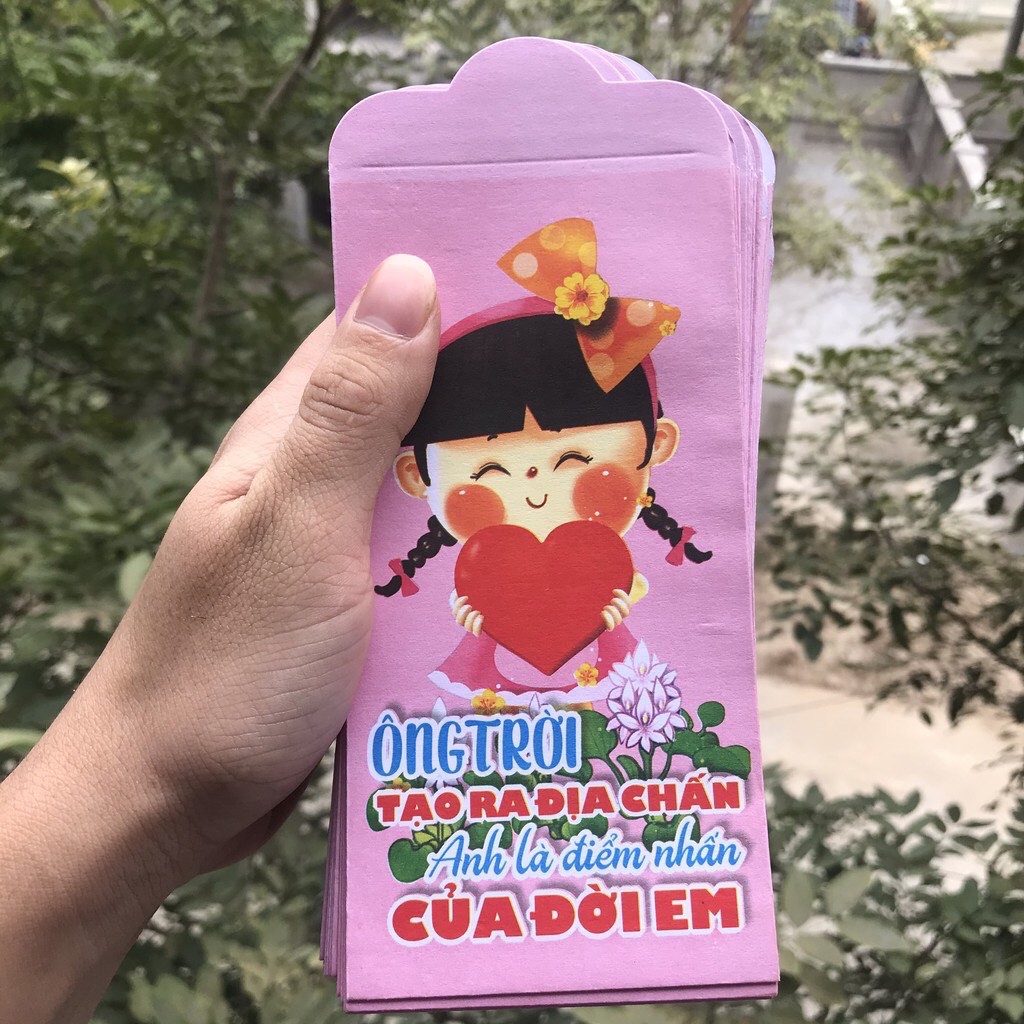 ÔNG TRỜI
TẠO RA ĐỊA CHẤN
Anh là điểm nhấn
CỦA ĐỜI EM